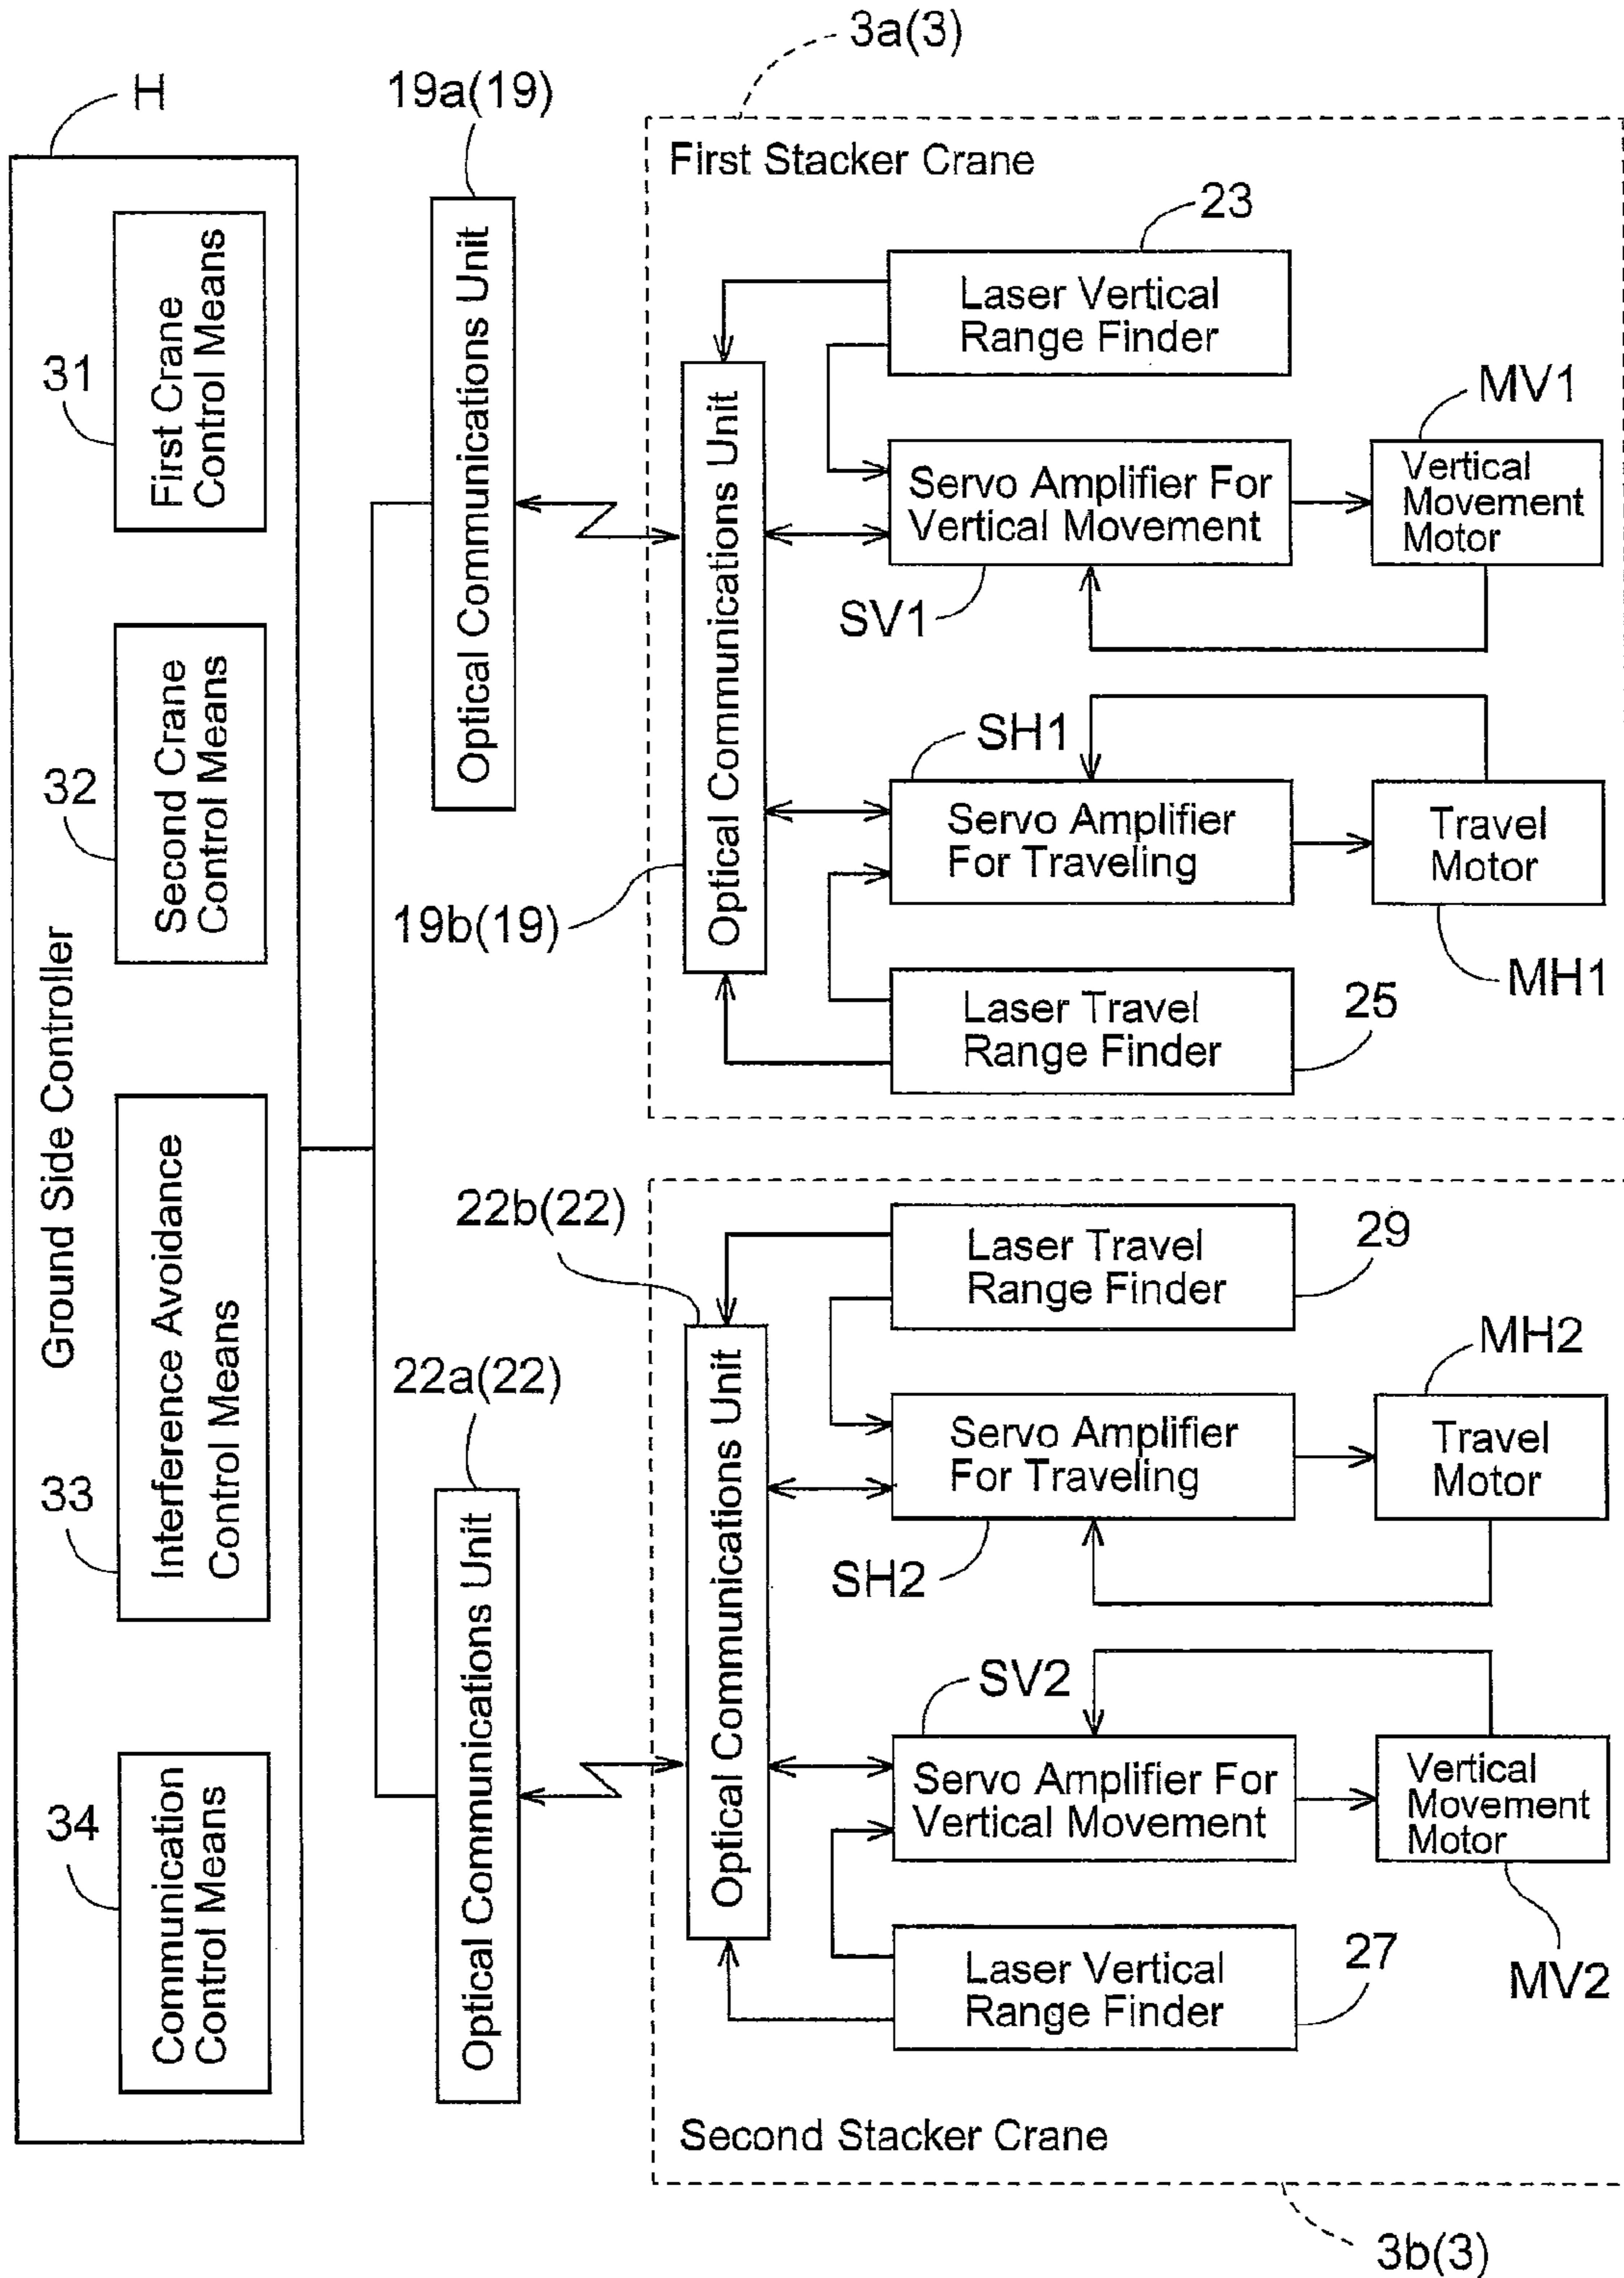 3a(3)
H
19a(19)
First Stacker Crane
23
Laser Vertical
Range Finder
31
First Crane
Control Means
Optical Communications Unit
Optical Communications Unit
MV1
Servo Amplifier For
Vertical Movement
Vertical
Movement
Motor
SV1
SH1
32
Second Crane
Control Means
Servo Amplifier
For Traveling
Travel
Motor
19b(19)
MH1
Ground Side Controller
Laser Travel
Range Finder
25
22b(22)
Laser Travel
Range Finder
29
33
Interference Avoidance
Control Means
22a(22)
Optical Communications Unit
Optical Communications Unit
MH2
Servo Amplifier
For Traveling
Travel
Motor
SH2
SV2
34
Communication
Control Means
Servo Amplifier For
Vertical Movement
Vertical
Movement
Motor
Laser Vertical
Range Finder
27
MV2
Second Stacker Crane
3b(3)